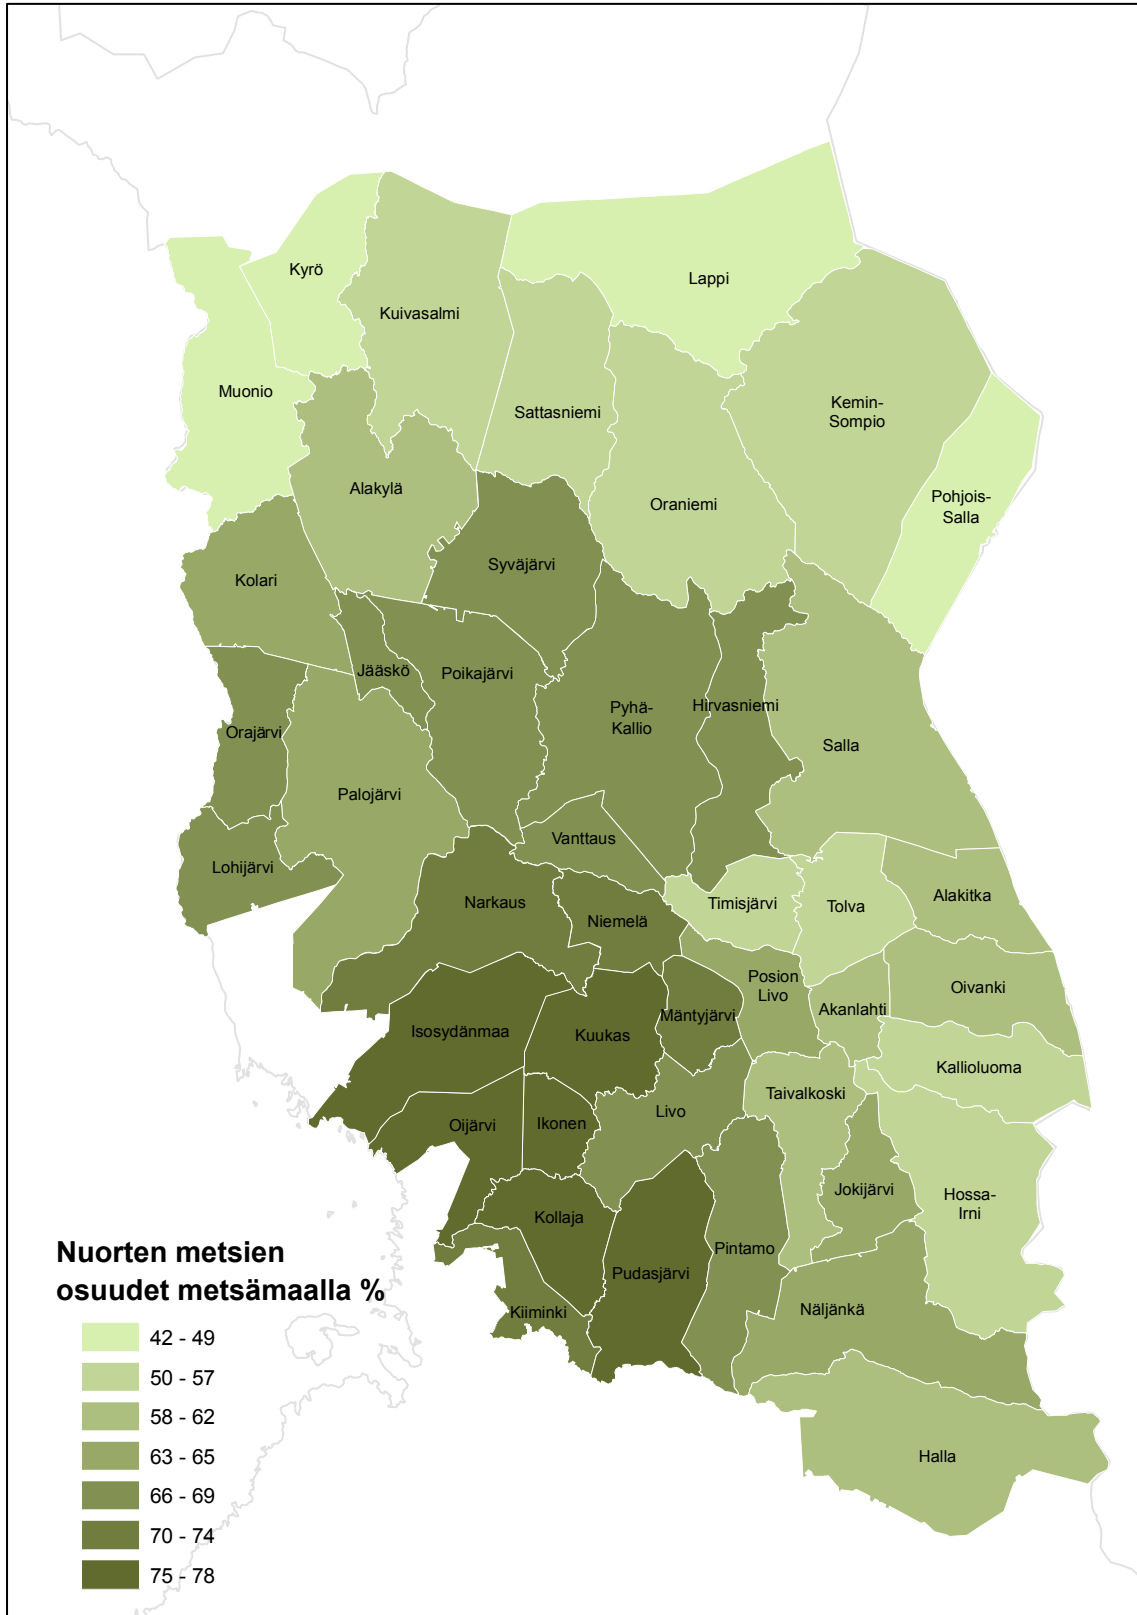 Kyrö
Lappi
Kuivasalmi
Muonio
Sattasniemi
Kemin-
Sompio
Alakylä
Oraniemi
Pohjois-
Salla
Kolari
Syväjärvi
Jääskö
Poikajärvi
Pyhä-
Kallio
Hirvasniemi
Orajärvi
Salla
Palojärvi
Vanttaus
Lohijärvi
Narkaus
Niemelä
Timisjärvi
Tolva
Alakitka
Posion
Livo
Oivanki
Isosydänmaa
Kuukas
Mäntyjärvi
Akanlahti
Kallioluoma
Oijärvi
Ikonen
Livo
Taivalkoski
Jokijärvi
Hossa-
Irni
Kollaja
Pudasjärvi
Pintamo
Kiiminki
Näljänkä
Halla
Nuorten metsien
osuudet metsämaalla %
42 - 49
50 - 57
58 - 62
63 - 65
66 - 69
70 - 74
75 - 78